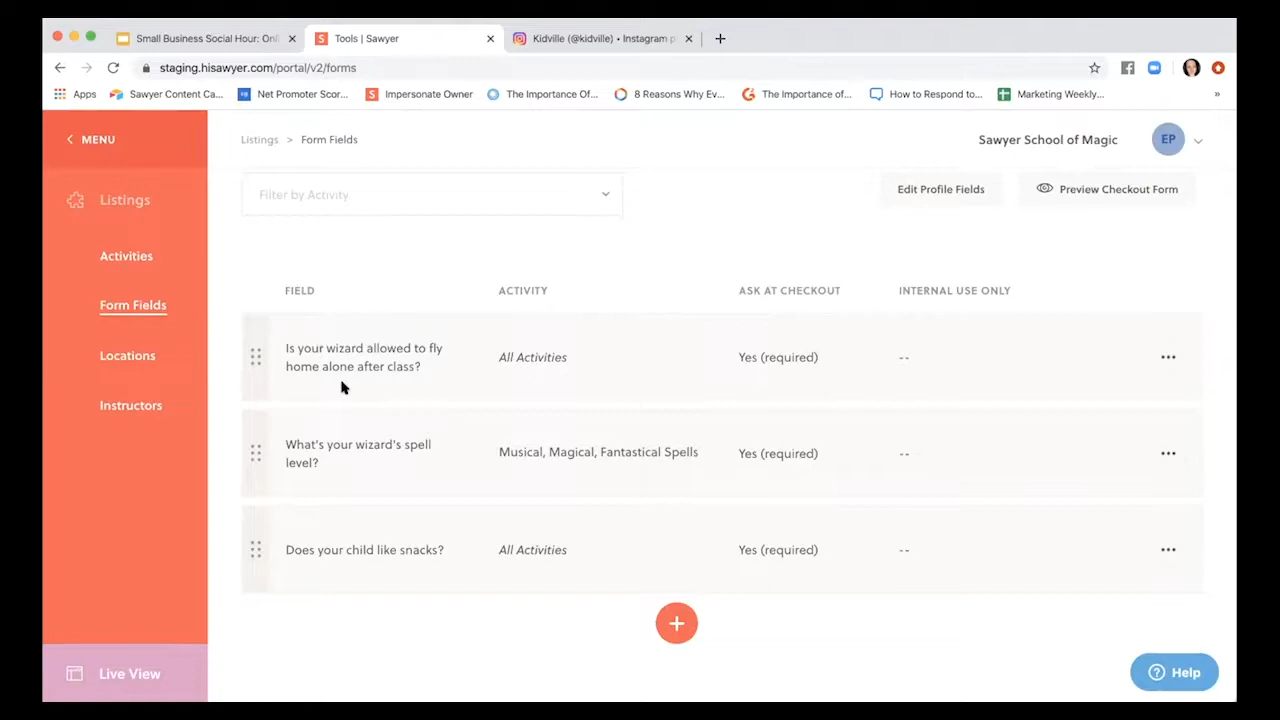 Small Business Social Hour: Onl
Tools | Sawyer
Kidville (@kidville) • Instagram p
staging.hisawyer.com/portal/v2/forms
Apps
Sawyer Content Ca...
Net Promoter Scor...
Impersonate Owner
The Importance Of...
8 Reasons Why Ev...
The Importance of...
How to Respond to...
Marketing Weekly...
MENU
Listings > Form Fields
Sawyer School of Magic
EP
Listings
Filter by Activity
Edit Profile Fields
Preview Checkout Form
Activities
Form Fields
Locations
Instructors
FIELD
ACTIVITY
ASK AT CHECKOUT
INTERNAL USE ONLY
Is your wizard allowed to fly
home alone after class?
All Activities
Yes (required)
--
What's your wizard's spell
level?
Musical, Magical, Fantastical Spells
Yes (required)
--
Does your child like snacks?
All Activities
Yes (required)
--
Live View
Help